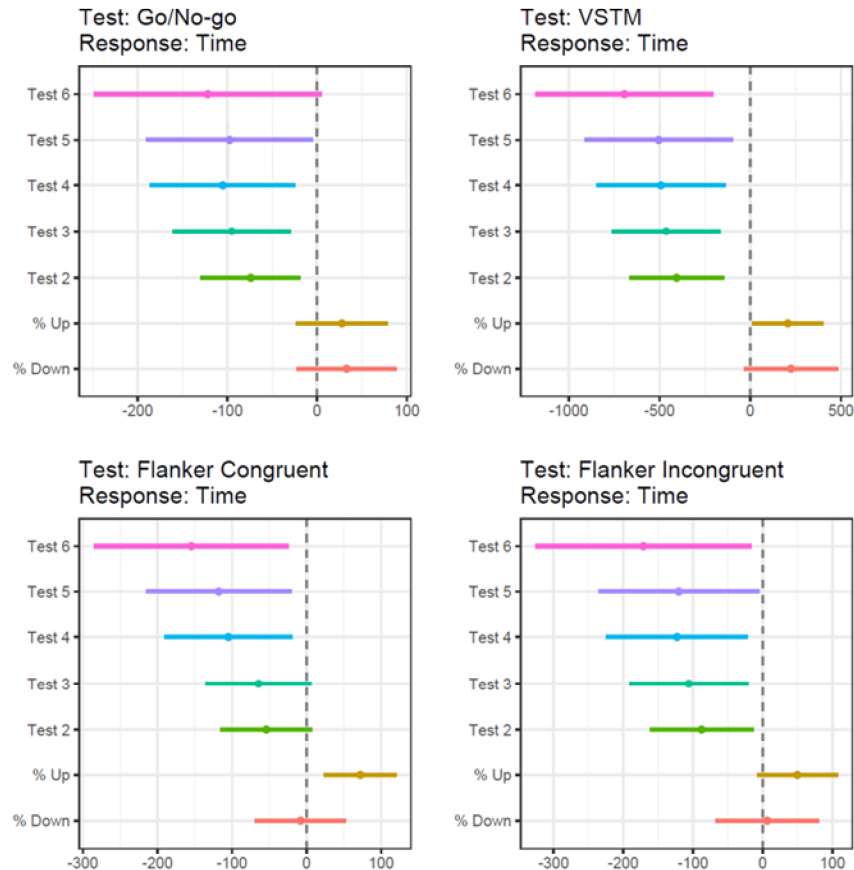 Test: Go/No-go
Response: Time
Test 6
Test 5
Test 4
Test 3
Test 2
% Up
% Down
-200 -100 0 100
Test: VSTM
Response: Time
Test 6
Test 5
Test 4
Test 3
Test 2
% Up
% Down
-1000 -500 0 500
Test: Flanker Congruent
Response: Time
Test 6
Test 5
Test 4
Test 3
Test 2
% Up
% Down
-300 -200 -100 0 100
Test: Flanker Incongruent
Response: Time
Test 6
Test 5
Test 4
Test 3
Test 2
% Up
% Down
-300 -200 -100 0 100